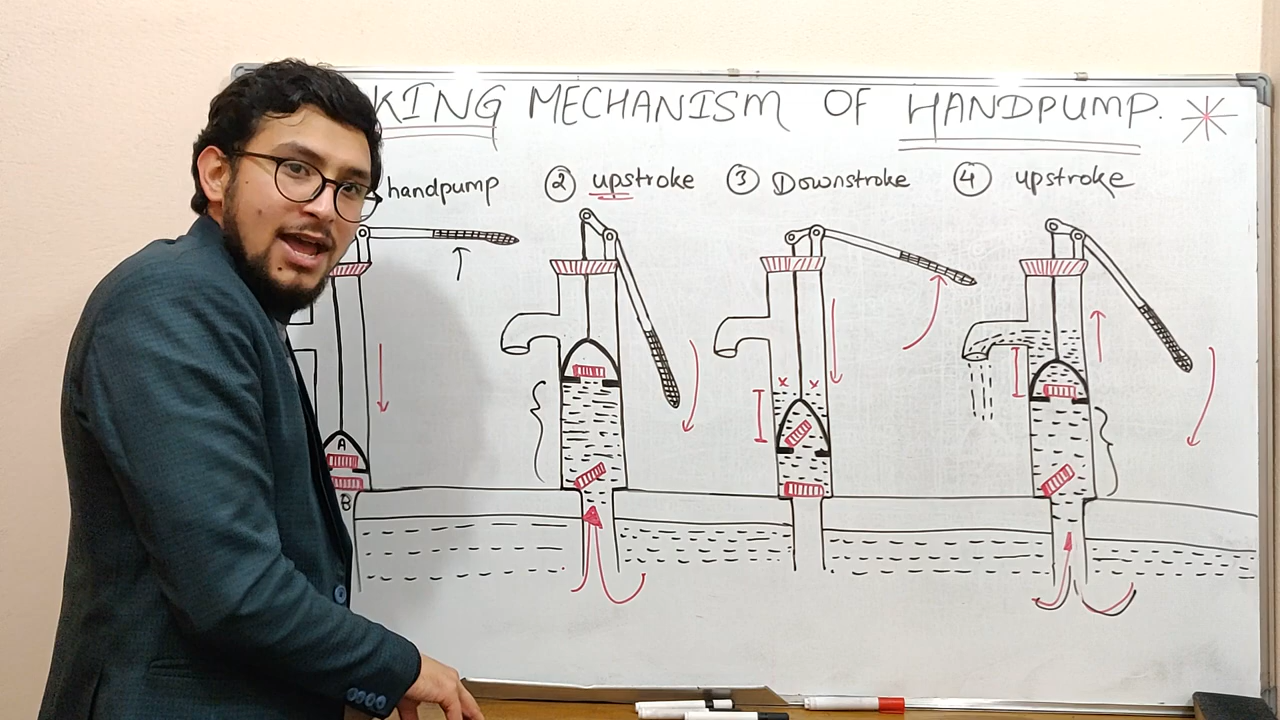 KING MECHANISM OF HANDPUMP.
handpump
② upstroke
③ Downstroke
④ upstroke
A
B
x x